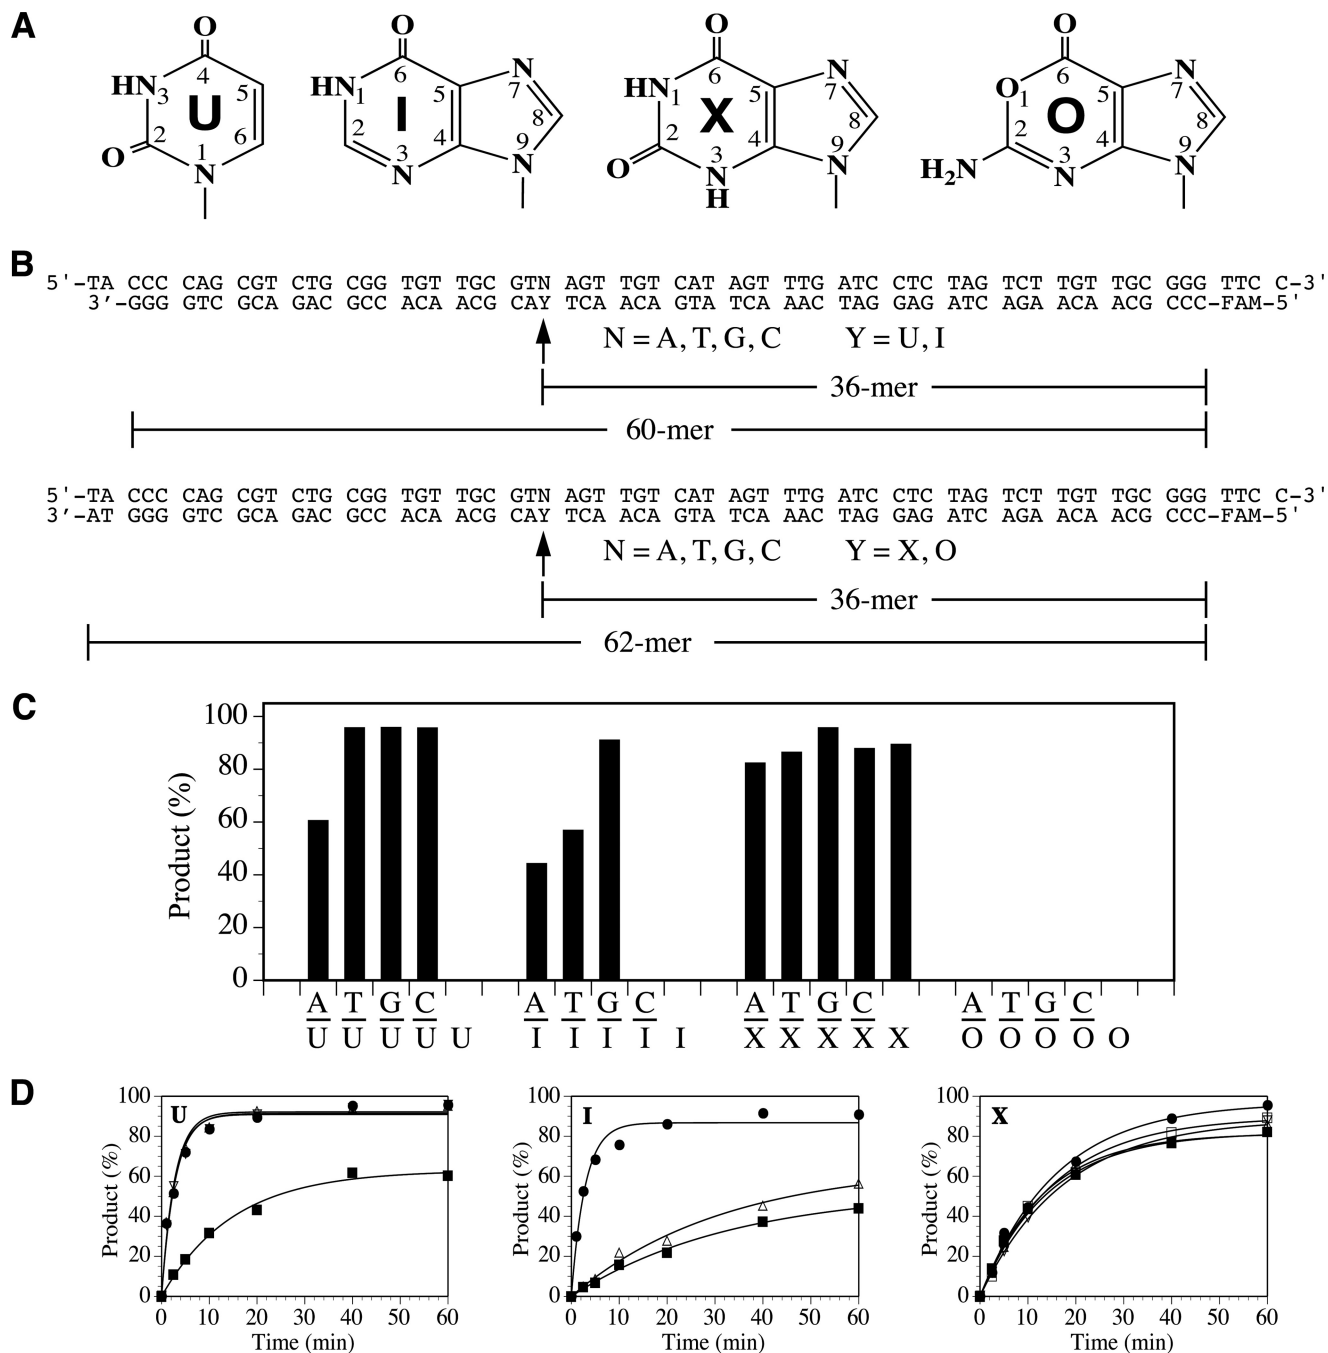 A
O O O O
HN 3 4 5 U 2 1 6 O N
HN 1 6 5 N 7 I 8 2 3 4 9 N N
HN 1 6 5 N 7 X 8 2 3 4 9 O N H N
O 1 6 5 N 7 O 8 2 3 4 9 H2N N N
B
5'-TA CCC CAG CGT CTG CGG TGT TGC GTN AGT TGT CAT AGT TTG ATC CTC TAG TCT TGT TGC GGG TTC C-3'
3'-GGG GTC GCA GAC GCC ACA ACG CAY TCA ACA GTA TCA AAC TAG GAG ATC AGA ACA ACG CCC-FAM-5'
N = A, T, G, C Y = U, I
36-mer
60-mer
5'-TA CCC CAG CGT CTG CGG TGT TGC GTN AGT TGT CAT AGT TTG ATC CTC TAG TCT TGT TGC GGG TTC C-3'
3'-AT GGG GTC GCA GAC GCC ACA ACG CAY TCA ACA GTA TCA AAC TAG GAG ATC AGA ACA ACG CCC-FAM-5'
N = A, T, G, C Y = X, O
36-mer
62-mer
C
Product (%)
100
80
60
40
20
0
A T G C A T G C A T G C A T G C
U U U U U I I I I I X X X X X O O O O O
D
U
Product (%)
100
80
60
40
20
0
0 10 20 30 40 50 60
Time (min)
I
Product (%)
100
80
60
40
20
0
0 10 20 30 40 50 60
Time (min)
X
Product (%)
100
80
60
40
20
0
0 10 20 30 40 50 60
Time (min)